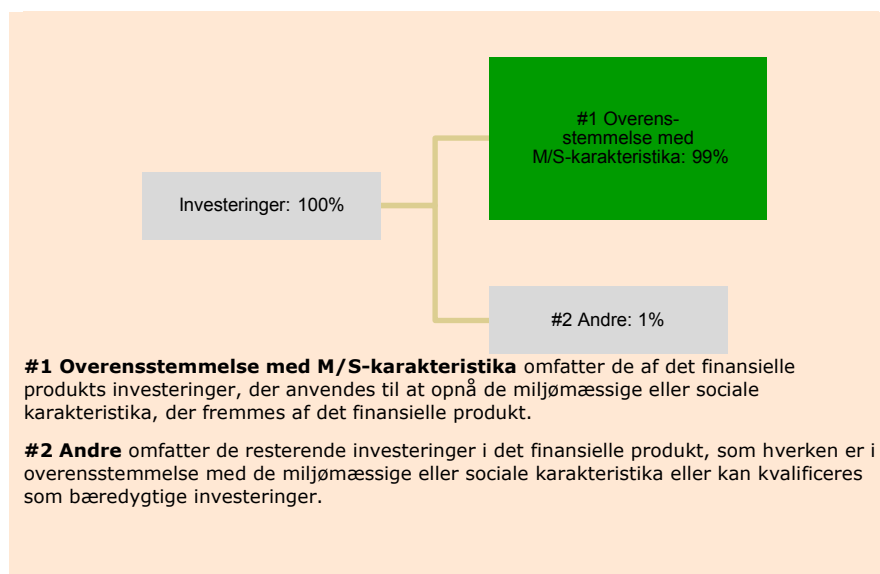 #1 Overens-
stemmelse med
M/S-karakteristika: 99%
Investeringer: 100%
#2 Andre: 1%
#1 Overensstemmelse med M/S-karakteristika omfatter de af det finansielle
produkts investeringer, der anvendes til at opnå de miljømæssige eller sociale
karakteristika, der fremmes af det finansielle produkt.
#2 Andre omfatter de resterende investeringer i det finansielle produkt, som hverken er i
overensstemmelse med de miljømæssige eller sociale karakteristika eller kan kvalificeres
som bæredygtige investeringer.